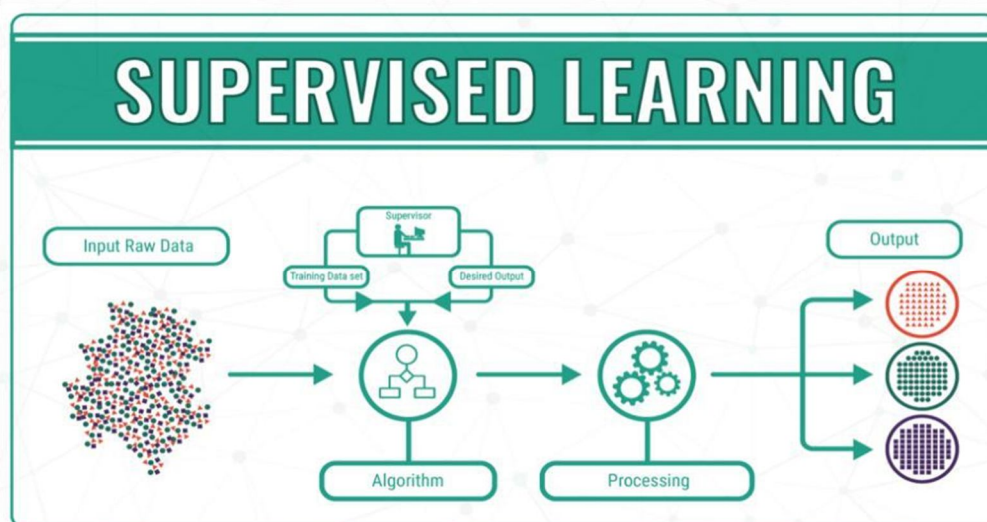 SUPERVISED LEARNING
Input Raw Data
Supervisor
Training Data set
Desired Output
Algorithm
Processing
Output